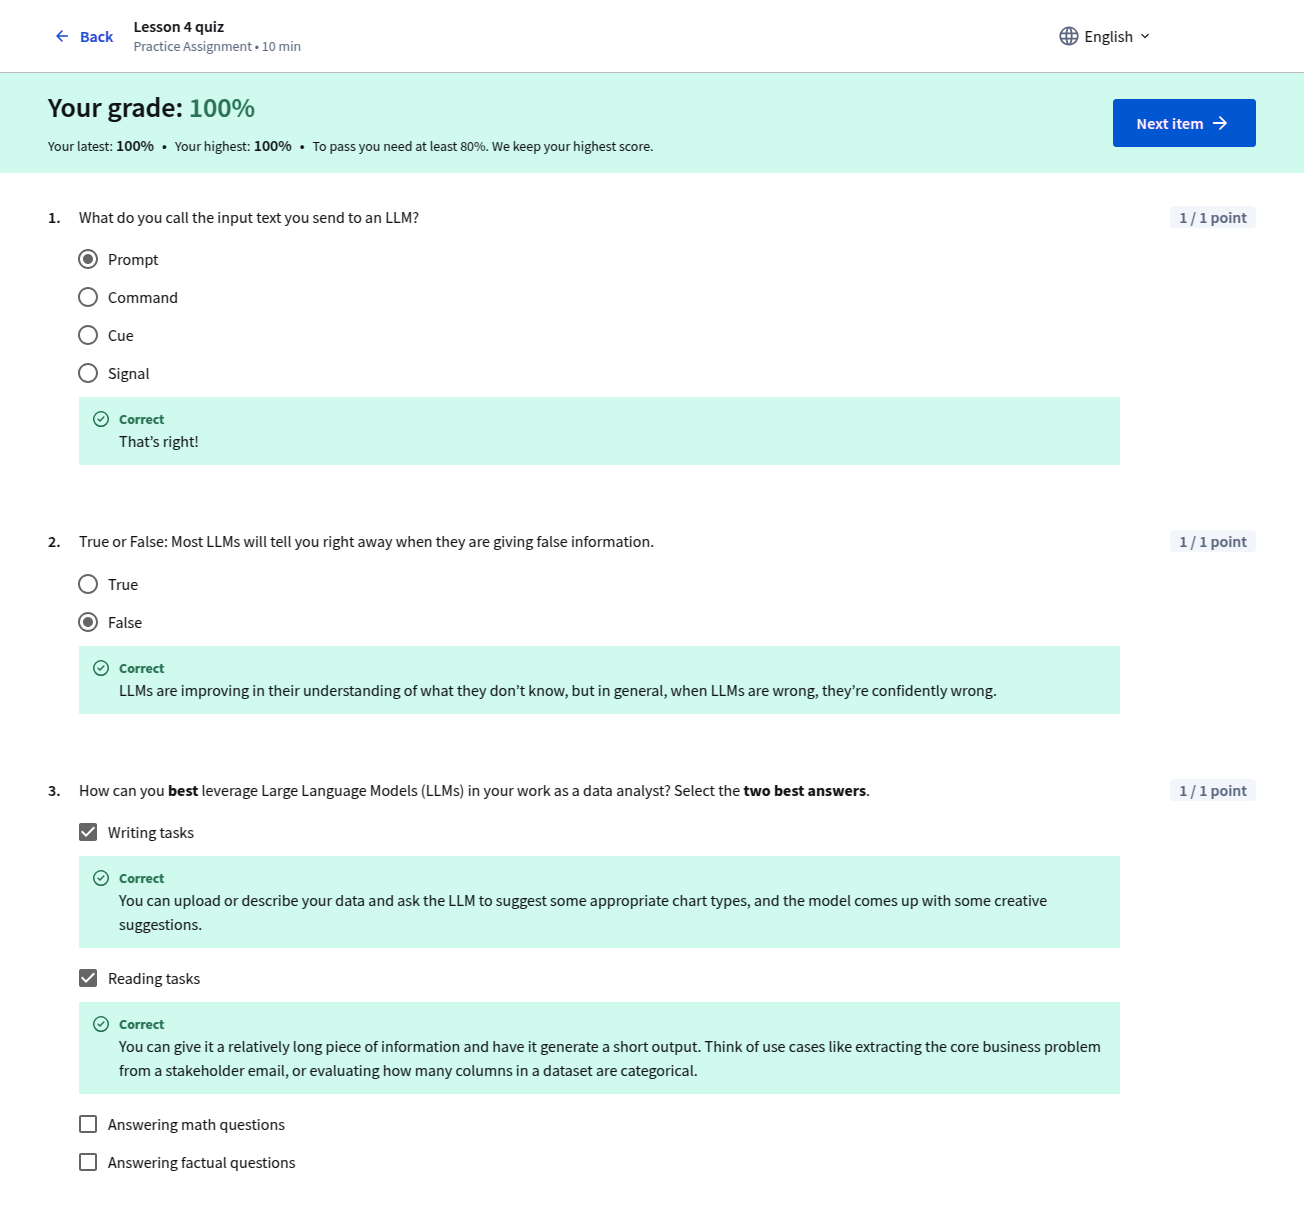 Back
Lesson 4 quiz
Practice Assignment • 10 min
English
Your grade: 100%
Your latest: 100% • Your highest: 100% • To pass you need at least 80%. We keep your highest score.
Next item
1. What do you call the input text you send to an LLM?
1 / 1 point
Prompt
Command
Cue
Signal
Correct
That’s right!
2. True or False: Most LLMs will tell you right away when they are giving false information.
1 / 1 point
True
False
Correct
LLMs are improving in their understanding of what they don’t know, but in general, when LLMs are wrong, they’re confidently wrong.
3. How can you best leverage Large Language Models (LLMs) in your work as a data analyst? Select the two best answers.
1 / 1 point
Writing tasks
Correct
You can upload or describe your data and ask the LLM to suggest some appropriate chart types, and the model comes up with some creative
suggestions.
Reading tasks
Correct
You can give it a relatively long piece of information and have it generate a short output. Think of use cases like extracting the core business problem
from a stakeholder email, or evaluating how many columns in a dataset are categorical.
Answering math questions
Answering factual questions